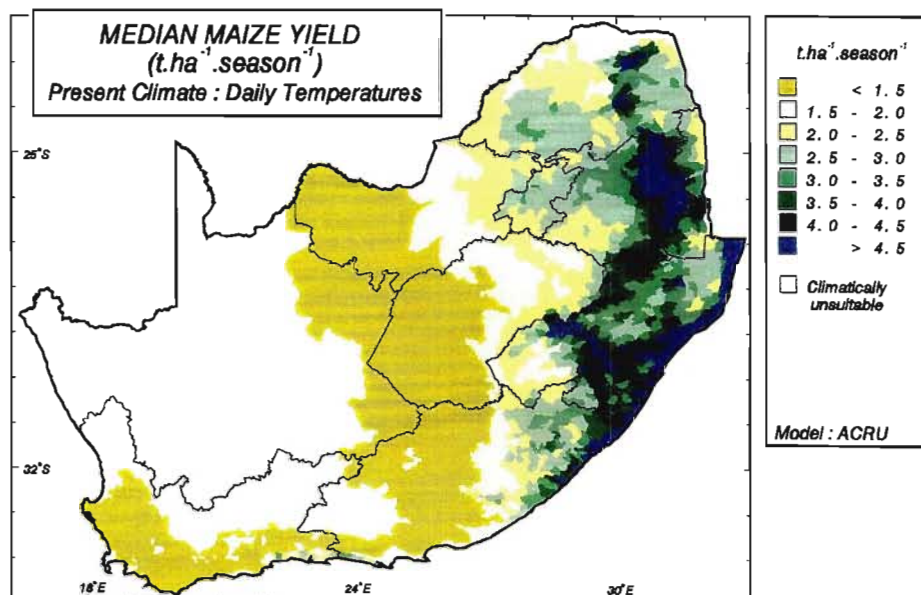 MEDIAN MAIZE YIELD
(t.ha⁻¹.season⁻¹)
Present Climate : Daily Temperatures
t.ha⁻¹.season⁻¹
< 1.5
1.5 - 2.0
2.0 - 2.5
2.5 - 3.0
3.0 - 3.5
3.5 - 4.0
4.0 - 4.5
> 4.5
Climatically
unsuitable
Model : ACRU
25°S
32°S
18°E
24°E
30°E